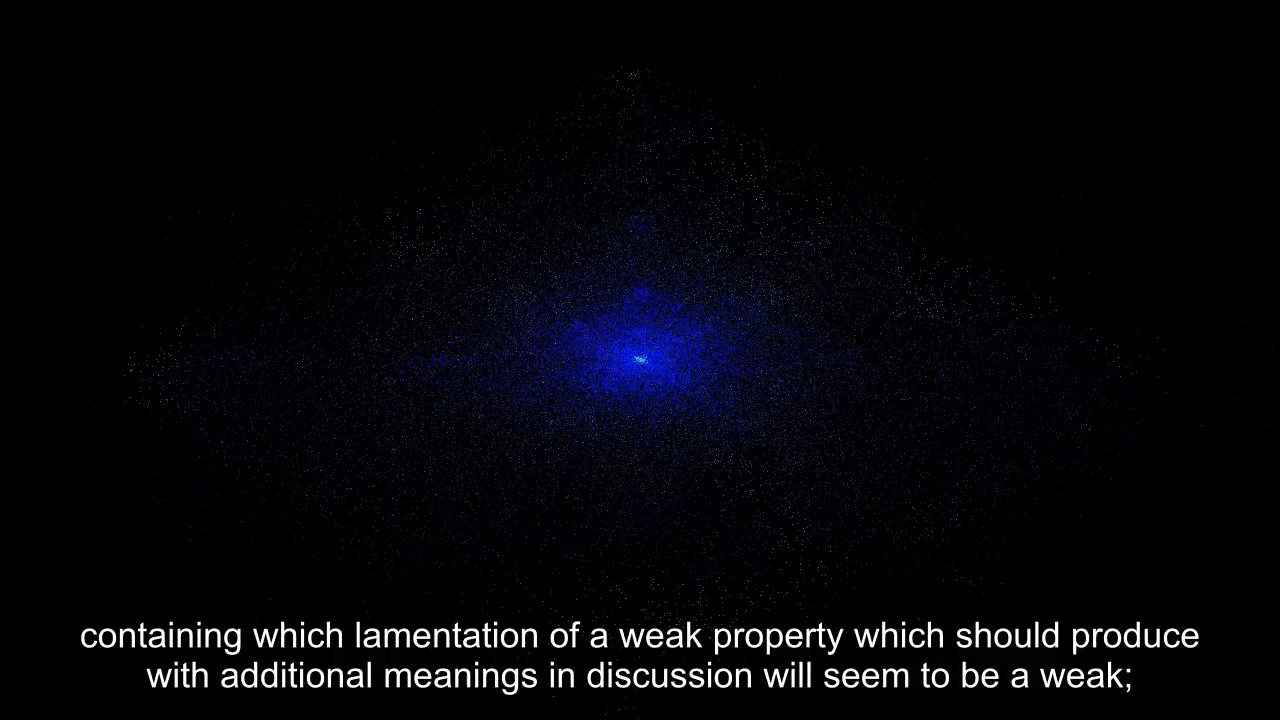 containing which lamentation of a weak property which should produce
with additional meanings in discussion will seem to be a weak;